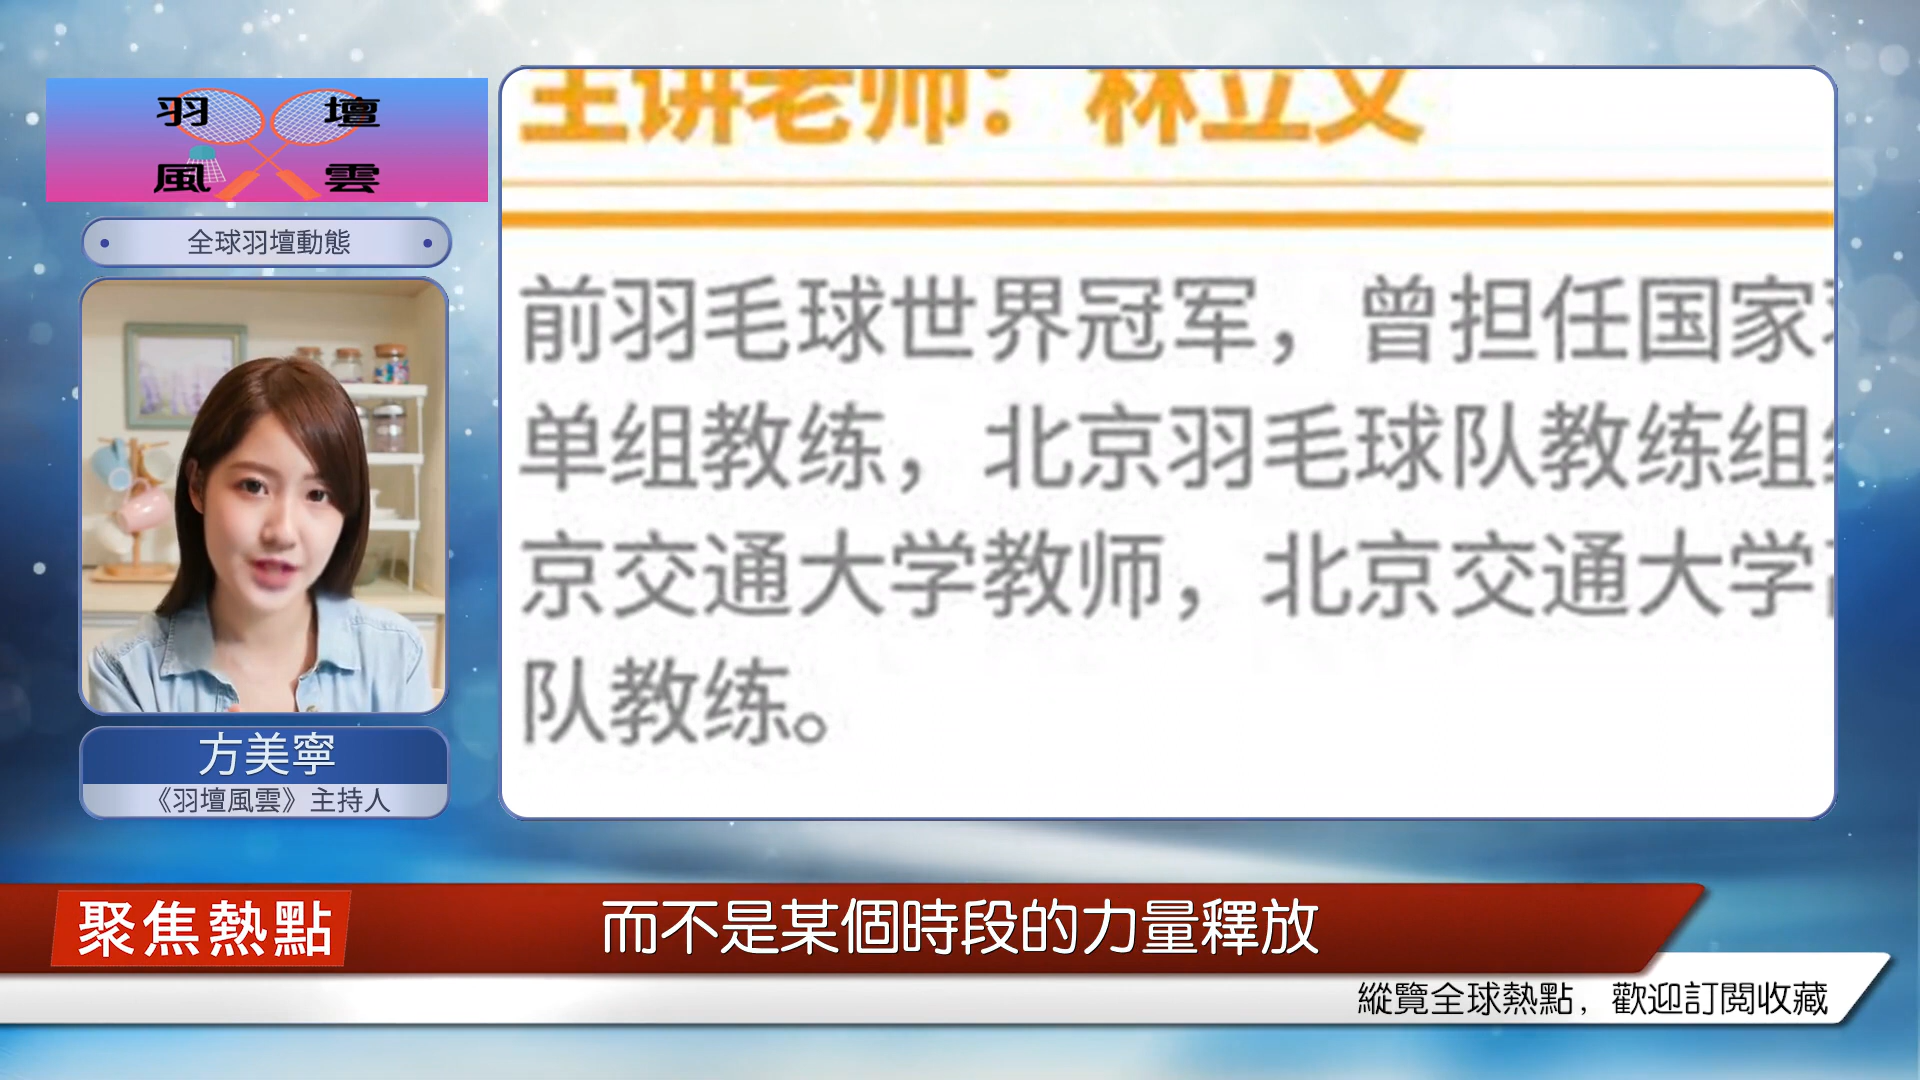 羽壇
風雲
全球羽壇動態
方美寧
《羽壇風雲》主持人
主讲老师：林立文
前羽毛球世界冠军，曾担任国家
单组教练，北京羽毛球队教练组
京交通大学教师，北京交通大学
队教练。
聚焦熱點
而不是某個時段的力量釋放
縱覽全球熱點，歡迎訂閱收藏